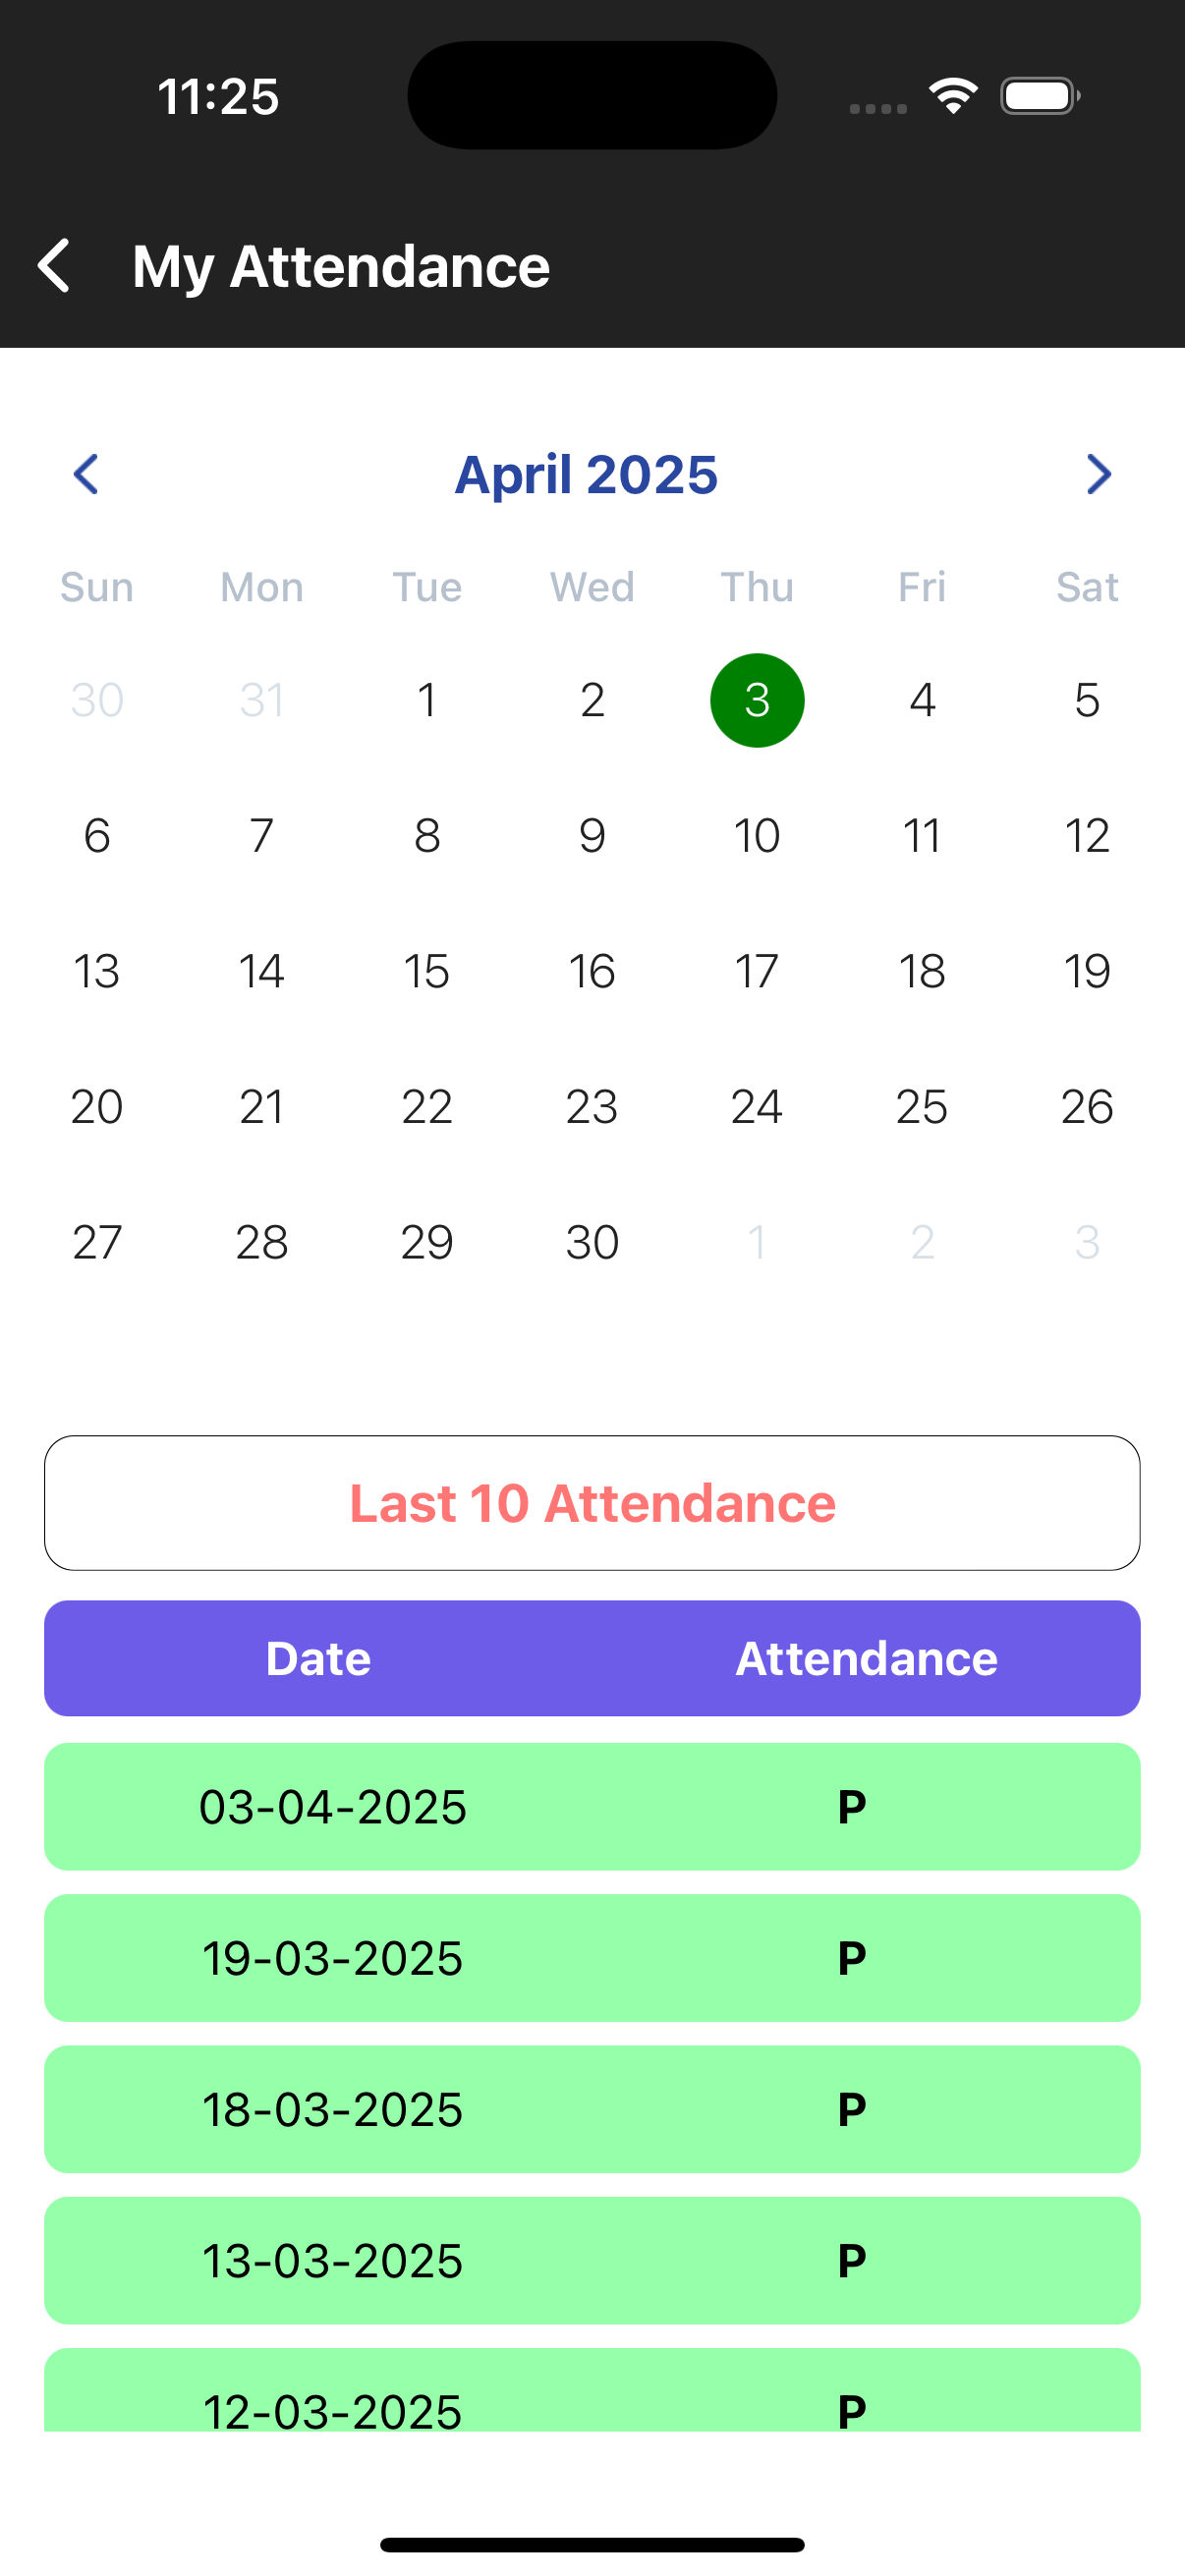 11:25
My Attendance
April 2025
Sun Mon Tue Wed Thu Fri Sat
30 31 1 2 3 4 5
6 7 8 9 10 11 12
13 14 15 16 17 18 19
20 21 22 23 24 25 26
27 28 29 30 1 2 3
Last 10 Attendance
Date Attendance
03-04-2025 P
19-03-2025 P
18-03-2025 P
13-03-2025 P
12-03-2025 P